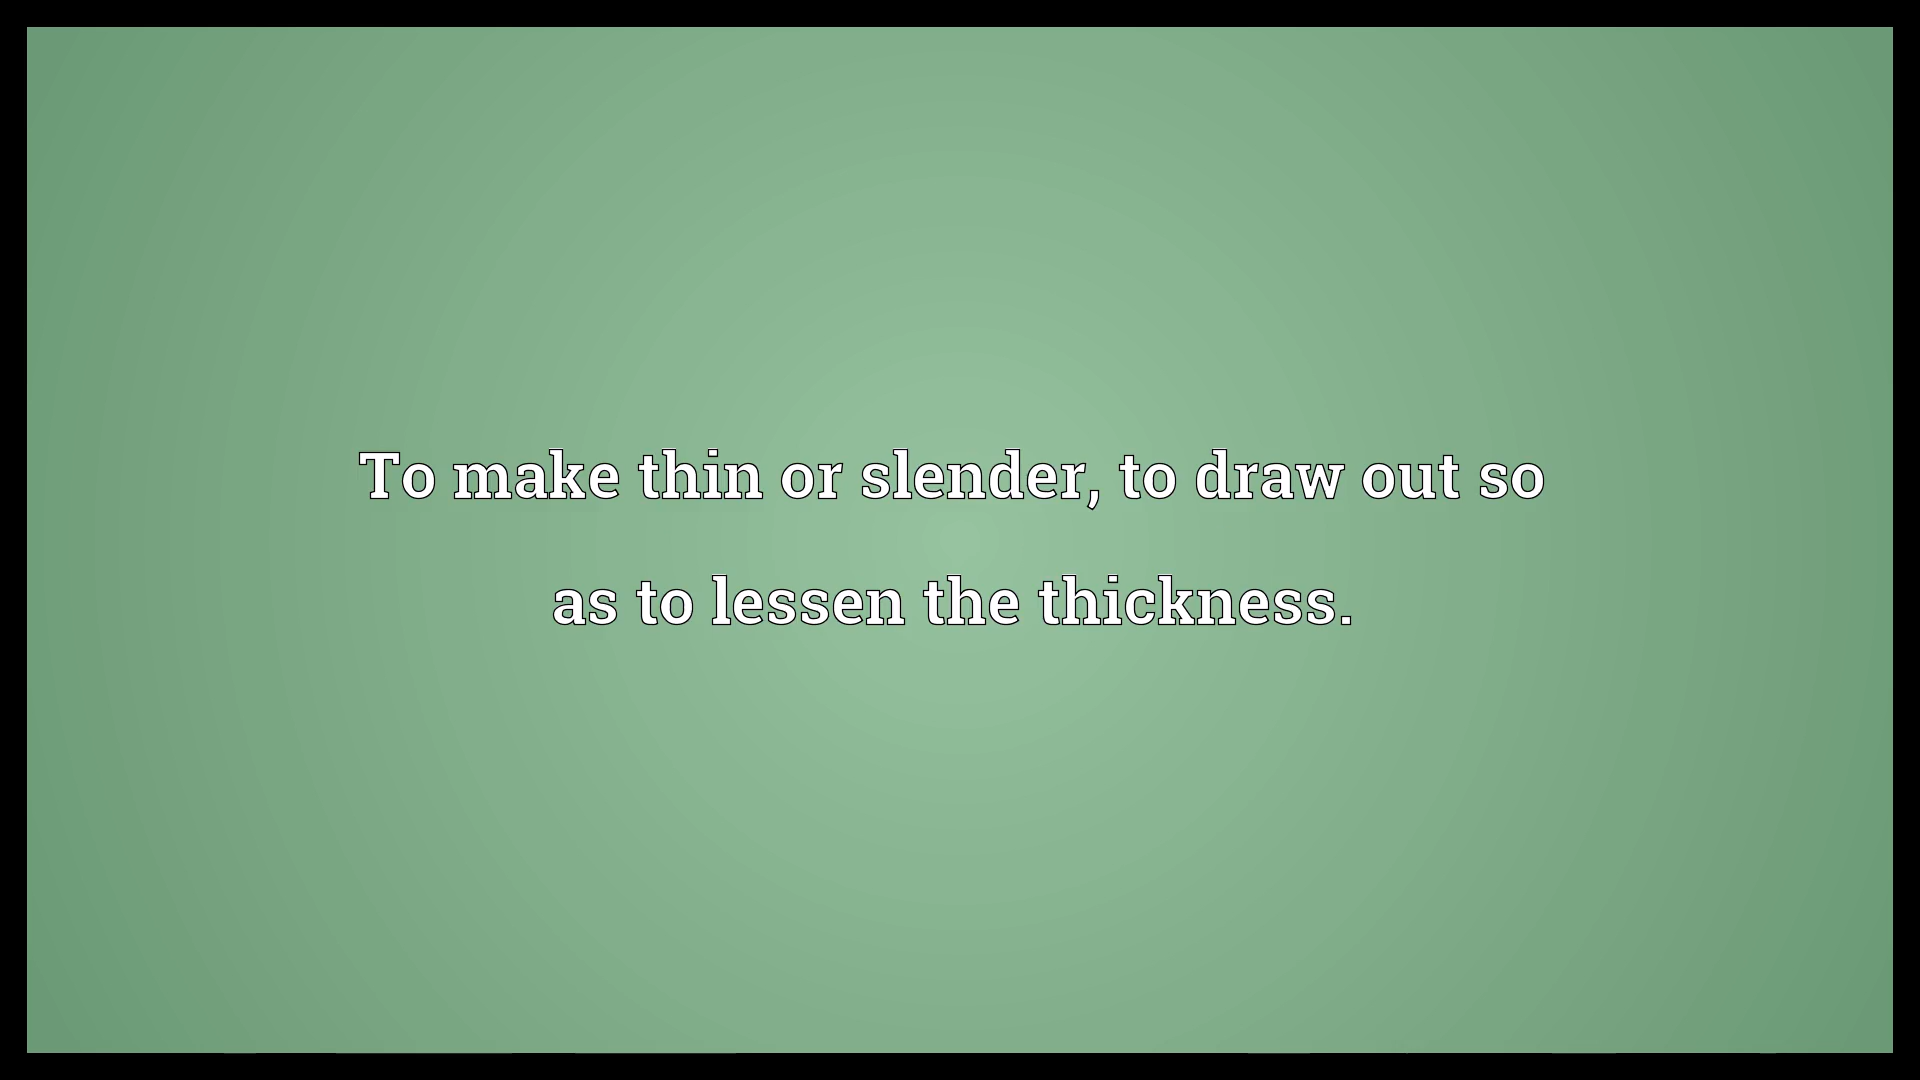 To make thin or slender, to draw out so
as to lessen the thickness.